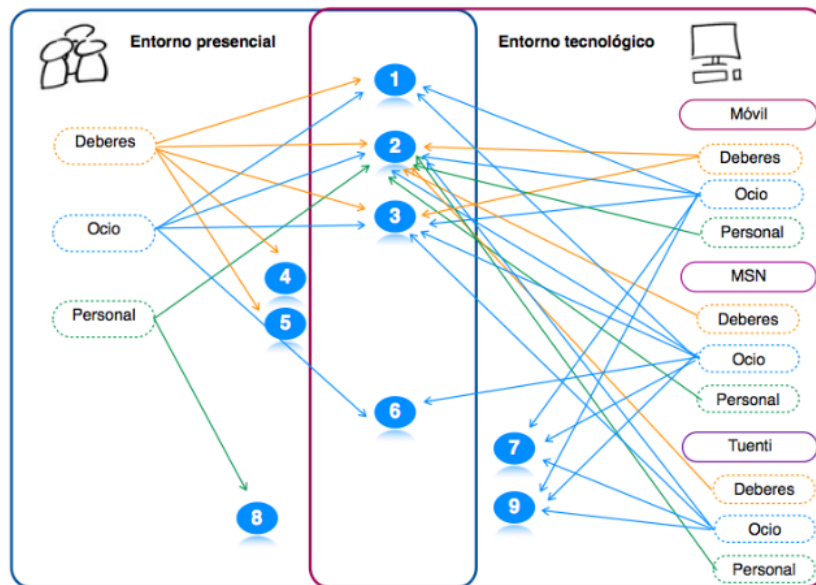 Entorno presencial
Entorno tecnológico
1
Móvil
Deberes
2
Deberes
Ocio
3
Ocio
Personal
4
MSN
Personal
5
Deberes
Ocio
6
Personal
7
Tuenti
Deberes
9
8
Ocio
Personal